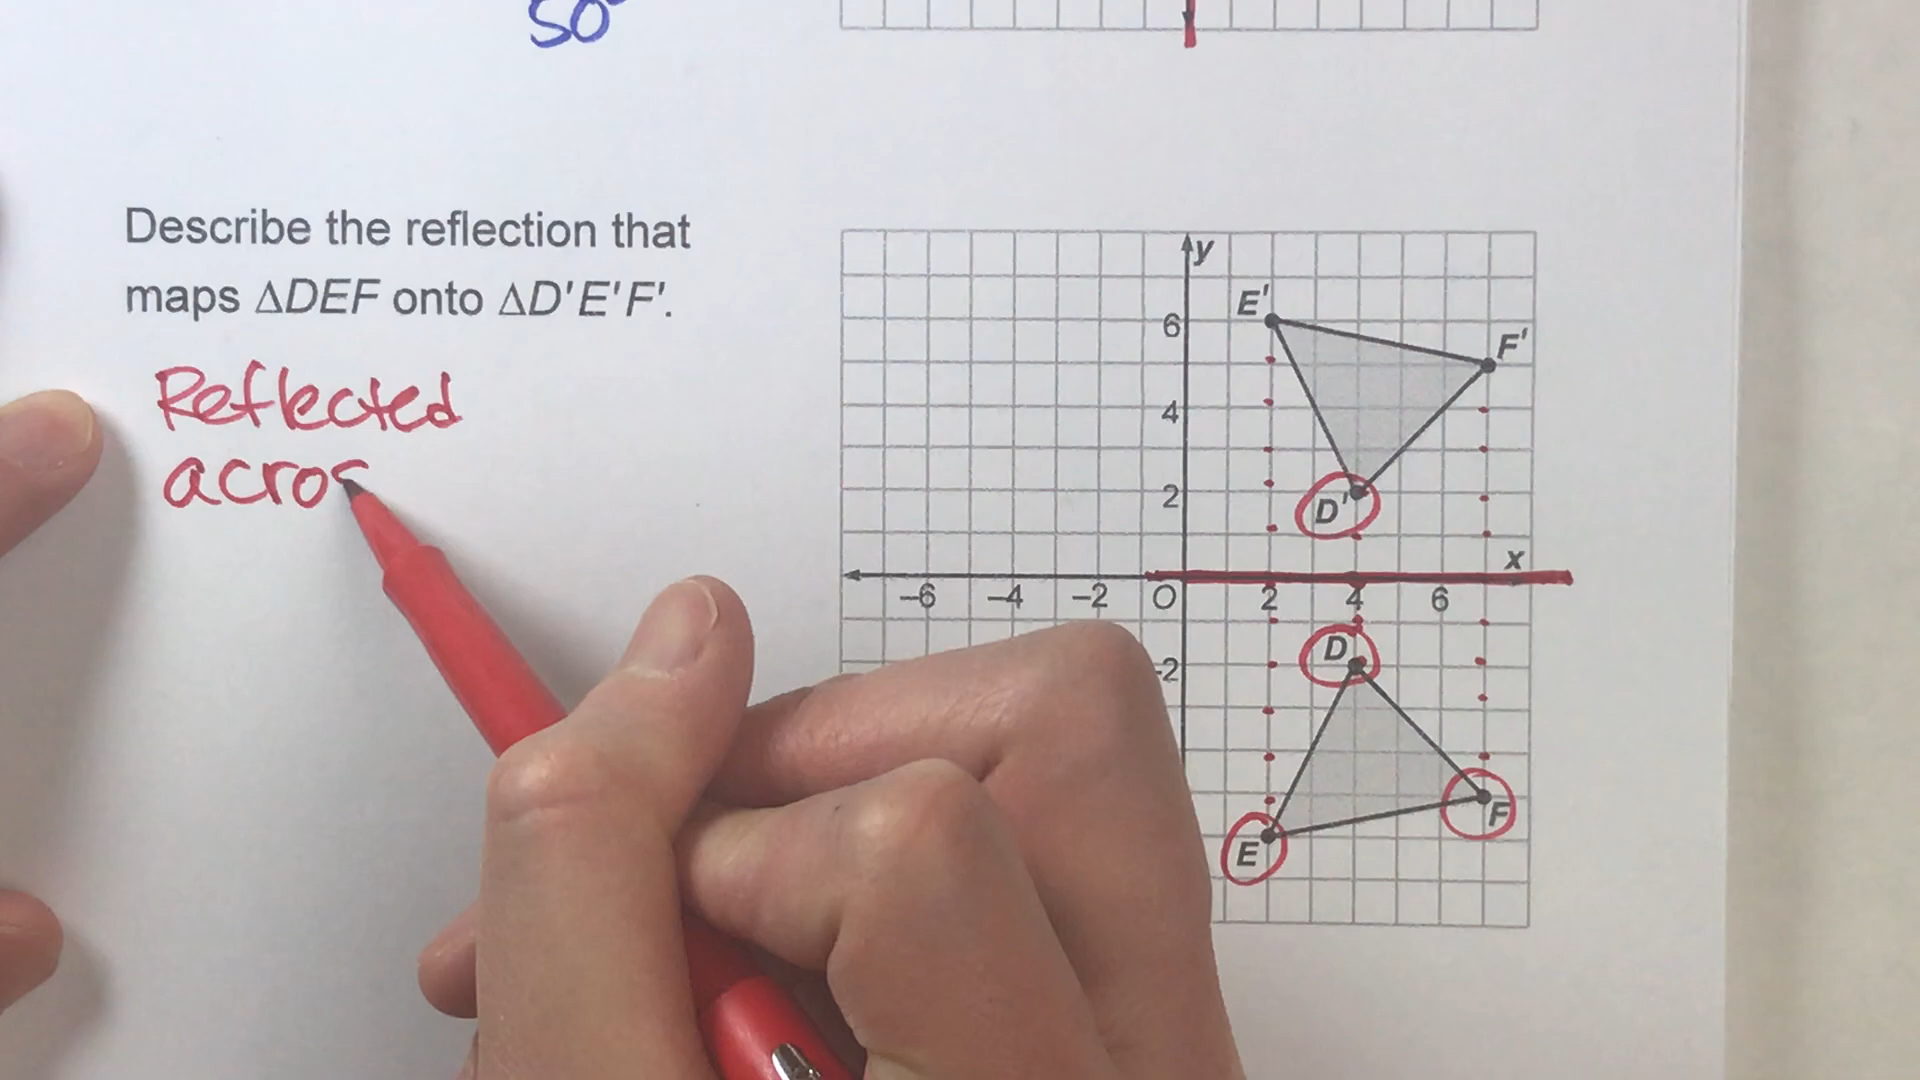 50°
Describe the reflection that
maps ΔDEF onto ΔD'E'F'.
Reflected
acros
y
E'
6
F'
4
2
D'
x
-6 -4 -2 O 2 4 6
D
-2
F
E